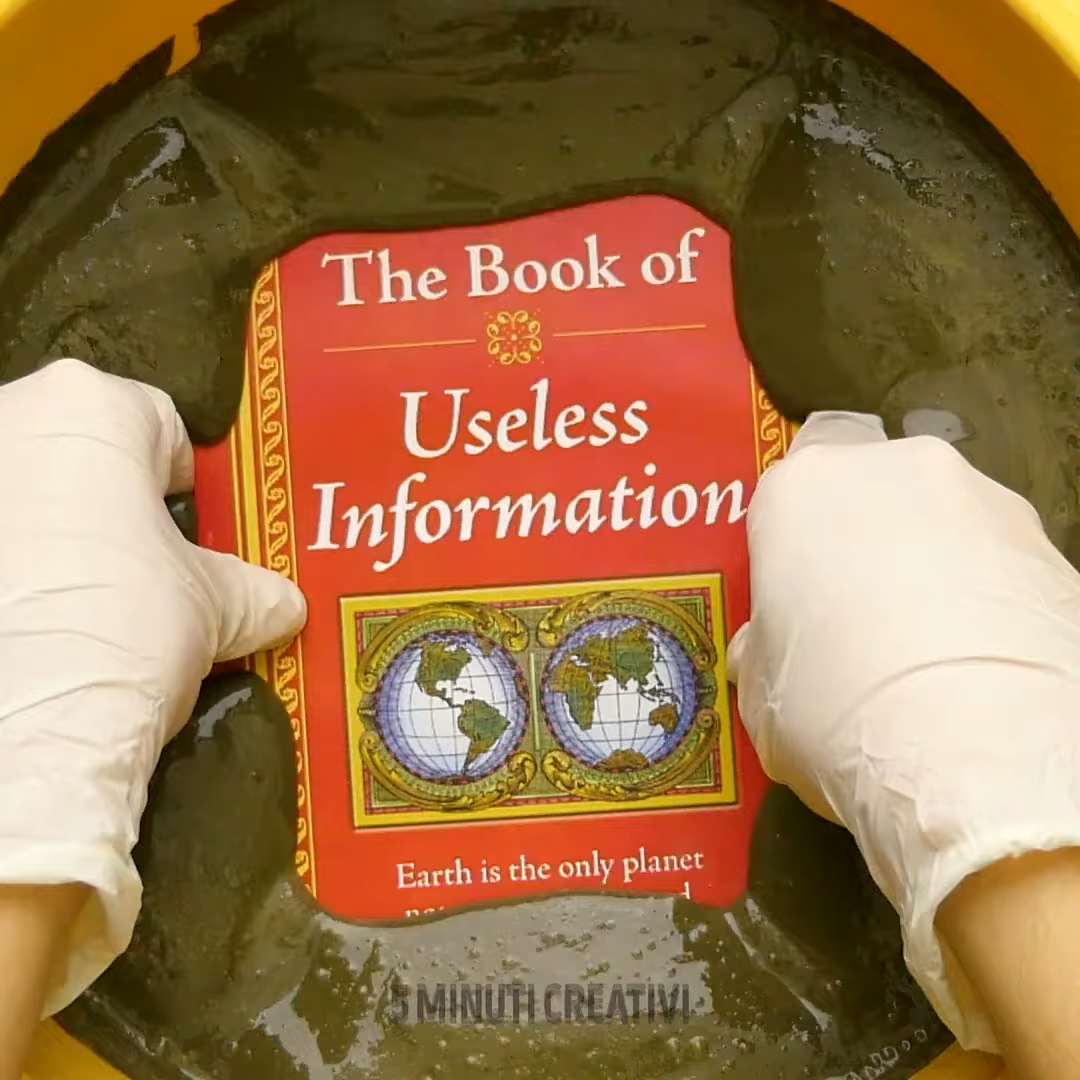 The Book of
Useless
Information
Earth is the only planet
5 MINUTI CREATIVI